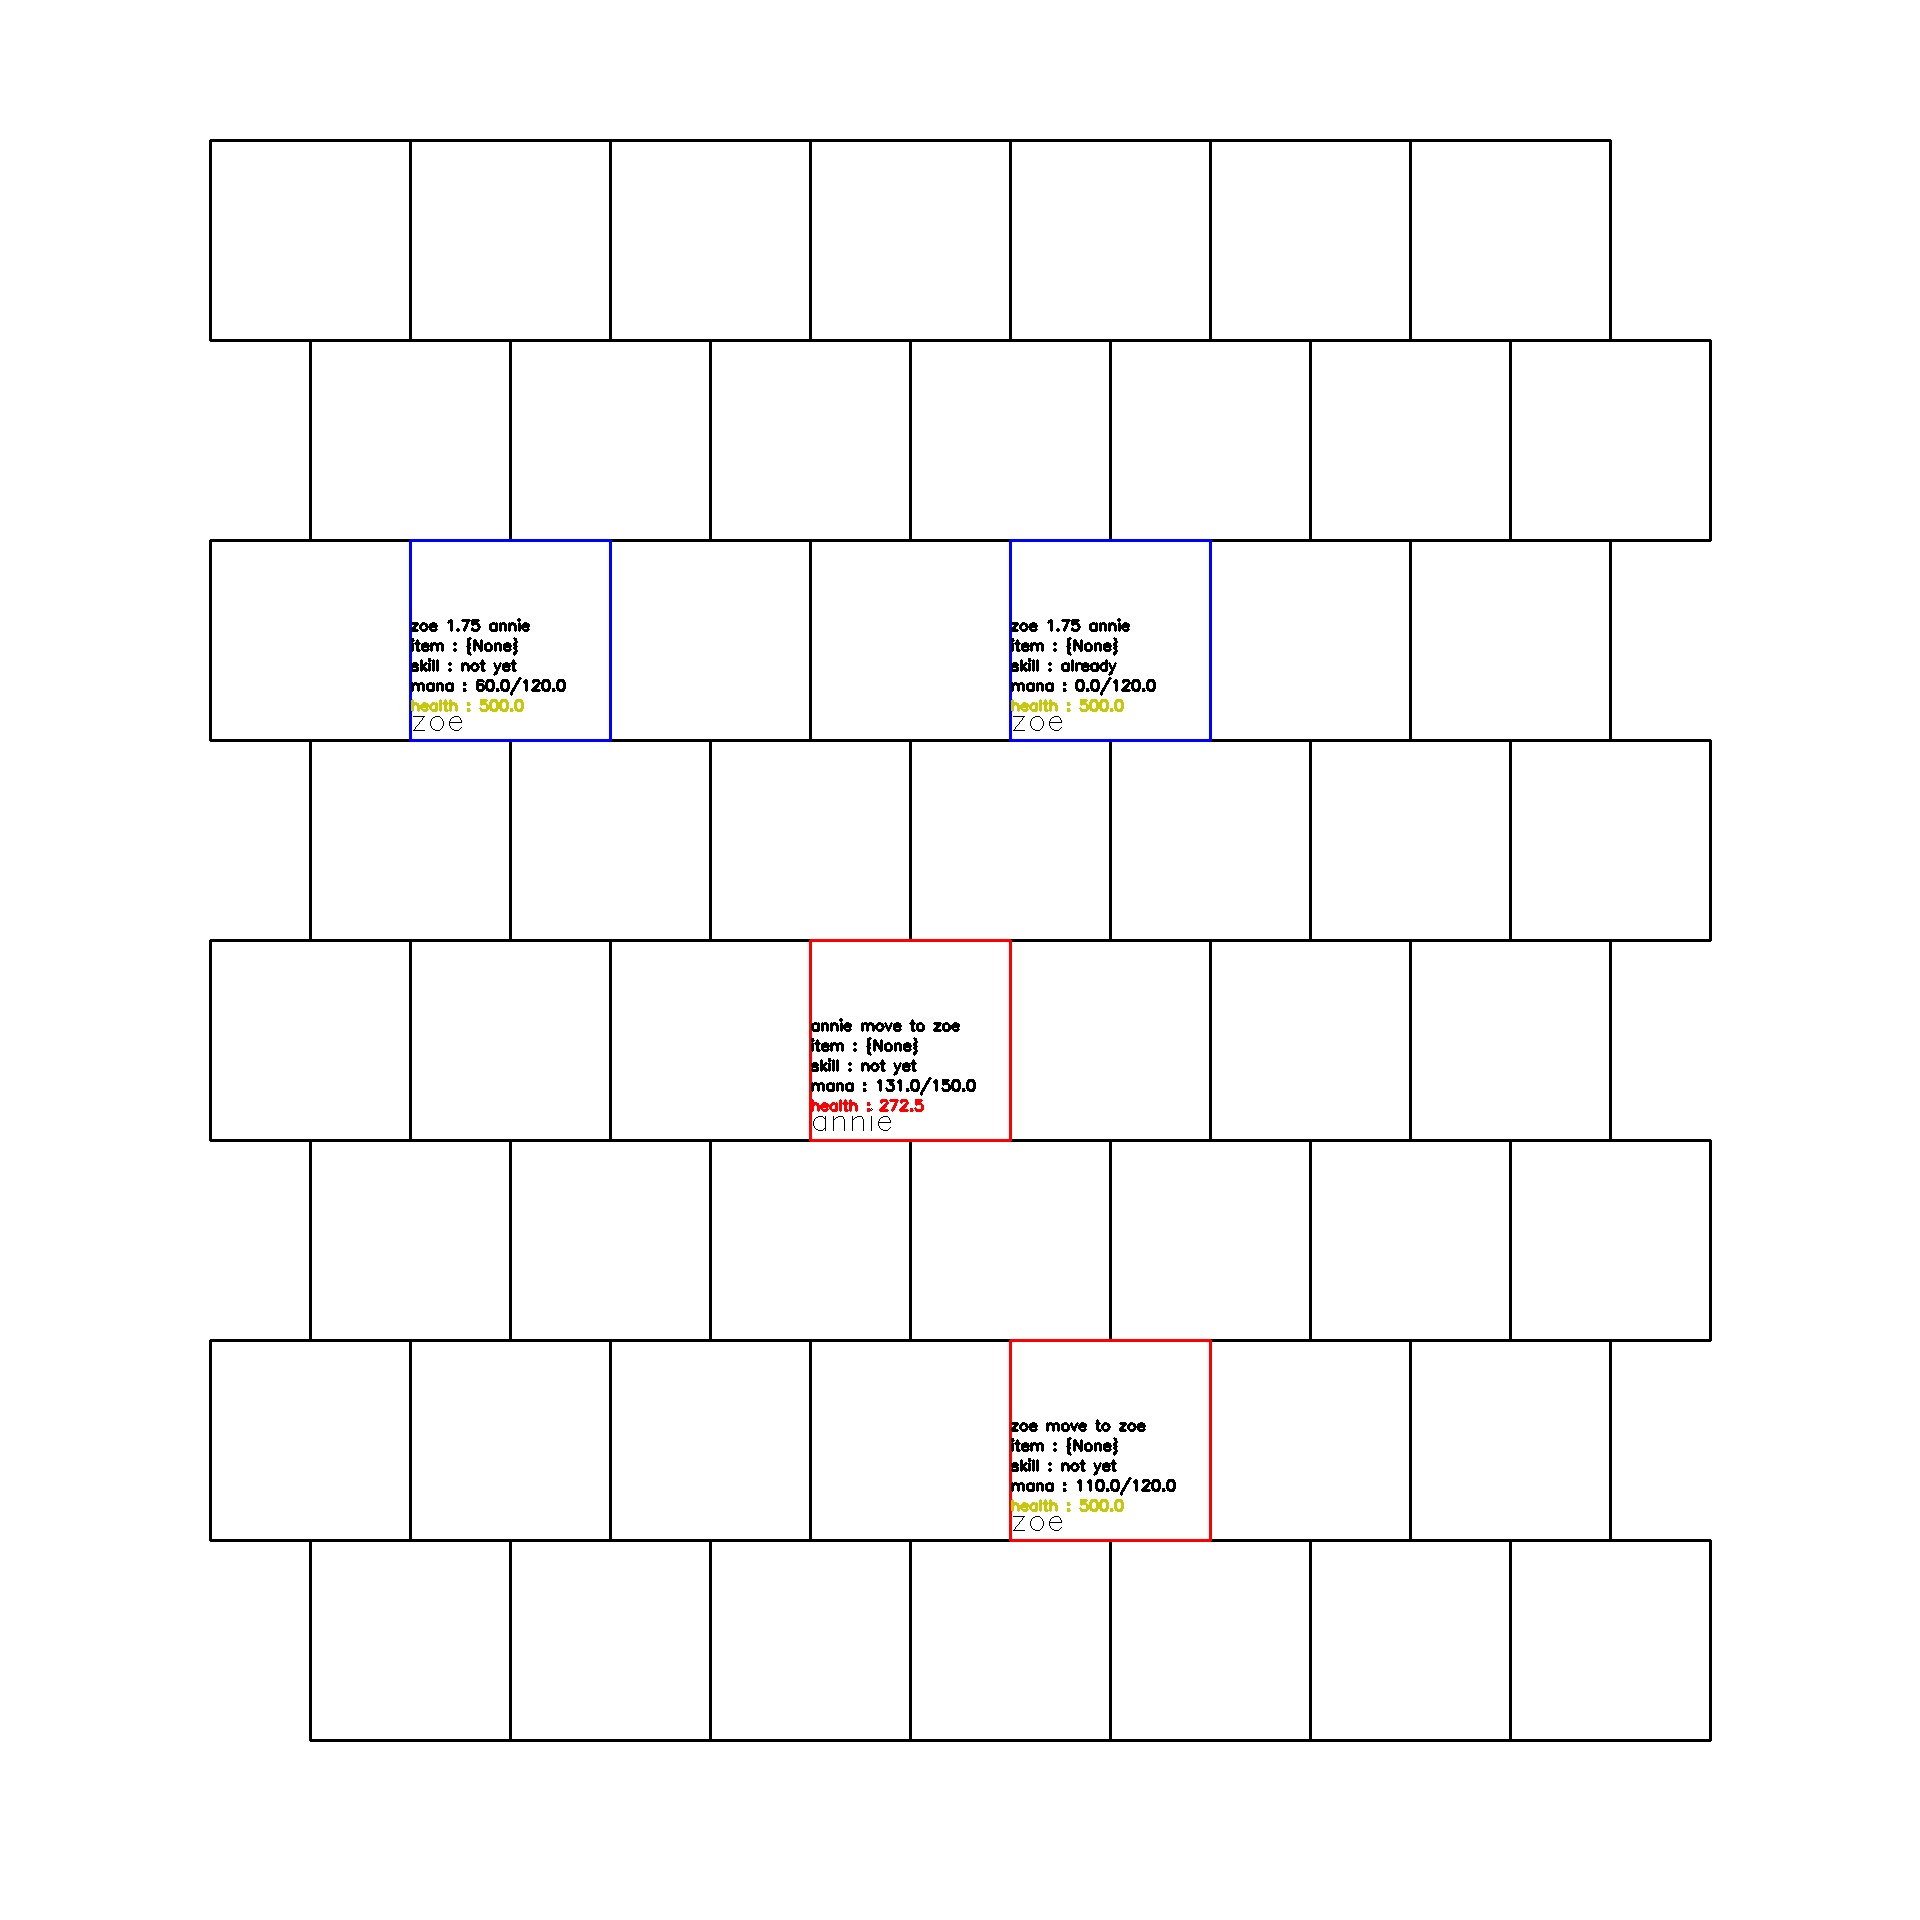 zoe 1.75 annie
item : {None}
skill : not yet
mana : 60.0/120.0
health : 500.0
zoe
zoe 1.75 annie
item : {None}
skill : already
mana : 0.0/120.0
health : 500.0
zoe
annie move to zoe
item : {None}
skill : not yet
mana : 131.0/150.0
health : 272.5
annie
zoe move to zoe
item : {None}
skill : not yet
mana : 110.0/120.0
health : 500.0
zoe